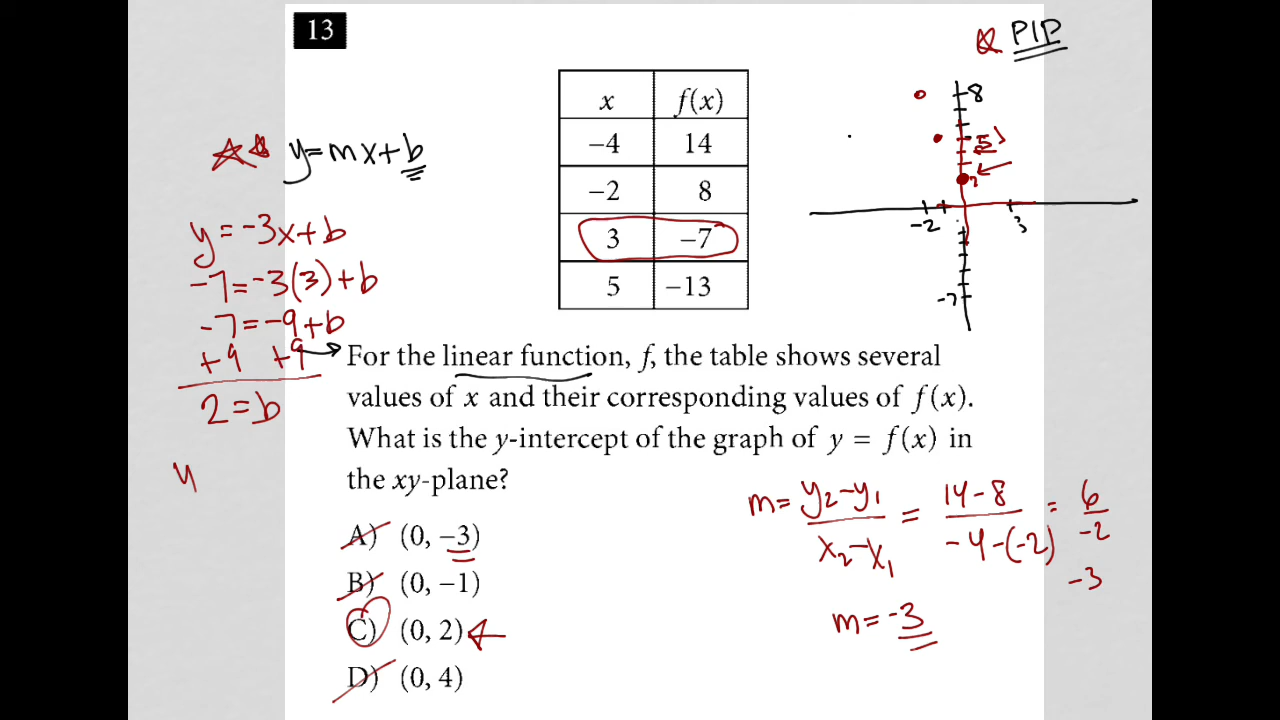 13
PIP
x f(x)
−4 14
−2 8
3 −7
5 −13
y=mx+b
y=-3x+b
-7=-3(3)+b
-7=-9+b
+9 +9
2=b
y
8
5
2
-2
3
-7
For the linear function, f, the table shows several
values of x and their corresponding values of f(x).
What is the y-intercept of the graph of y = f(x) in
the xy-plane?
A) (0, −3)
B) (0, −1)
C) (0, 2)
D) (0, 4)
m= y2-y1 / x2-x1 = 14-8 / -4-(-2) = 6 / -2
-3
m=-3